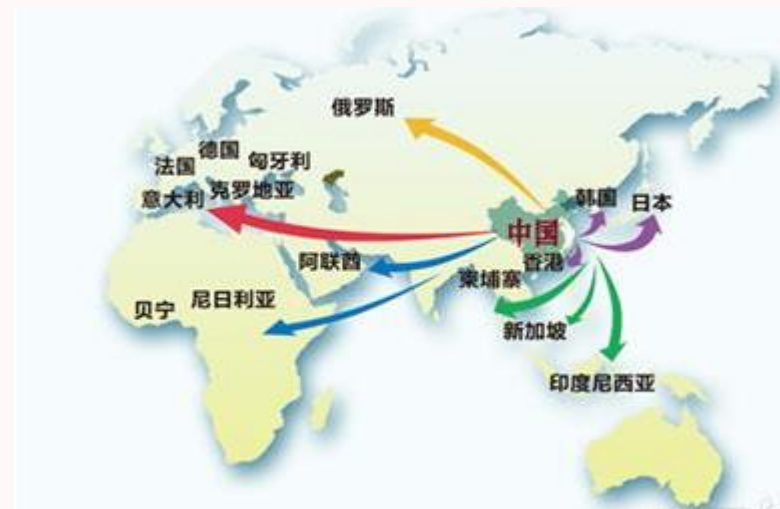 俄罗斯
德国
法国
匈牙利
意大利
克罗地亚
韩国
日本
中国
香港
阿联酋
柬埔寨
贝宁
尼日利亚
新加坡
印度尼西亚